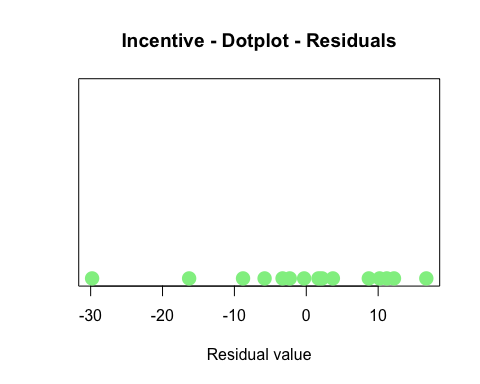 Incentive - Dotplot - Residuals
-30 -20 -10 0 10
Residual value